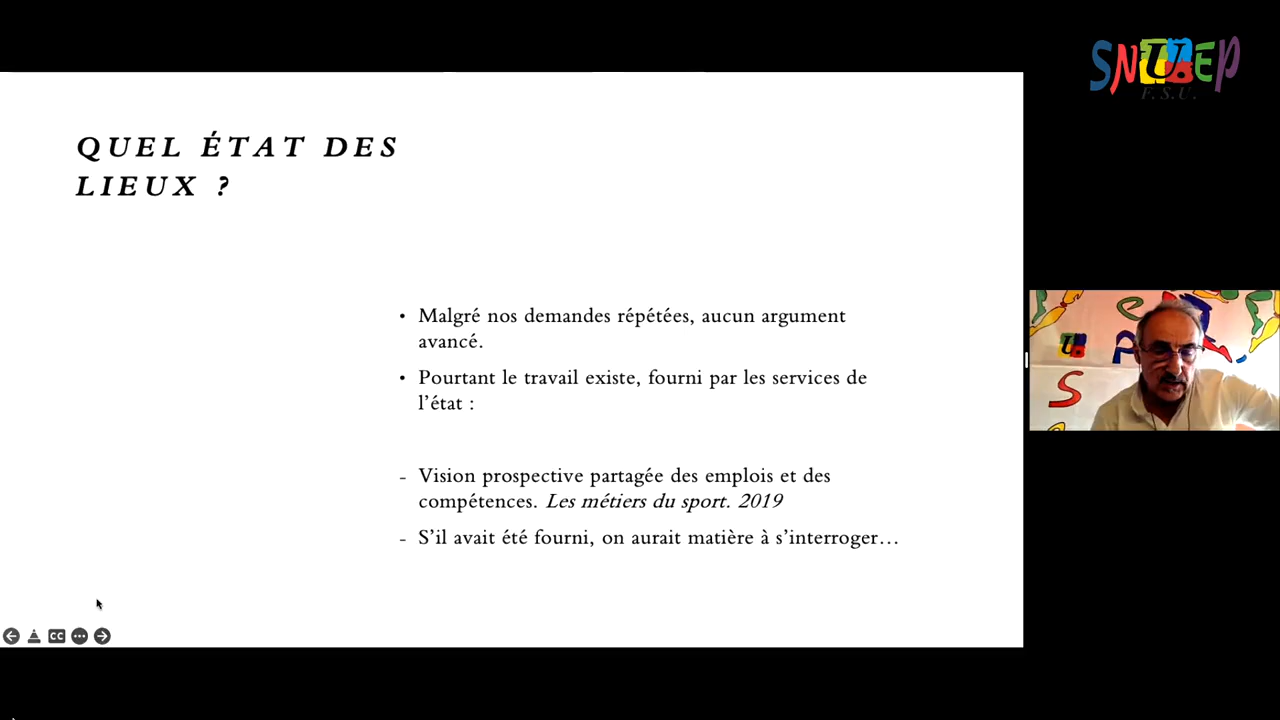 SNUEP
F.S.U.
QUEL ÉTAT DES
LIEUX ?
• Malgré nos demandes répétées, aucun argument
avancé.
• Pourtant le travail existe, fourni par les services de
l’état :
- Vision prospective partagée des emplois et des
compétences. Les métiers du sport. 2019
- S’il avait été fourni, on aurait matière à s’interroger…
CC